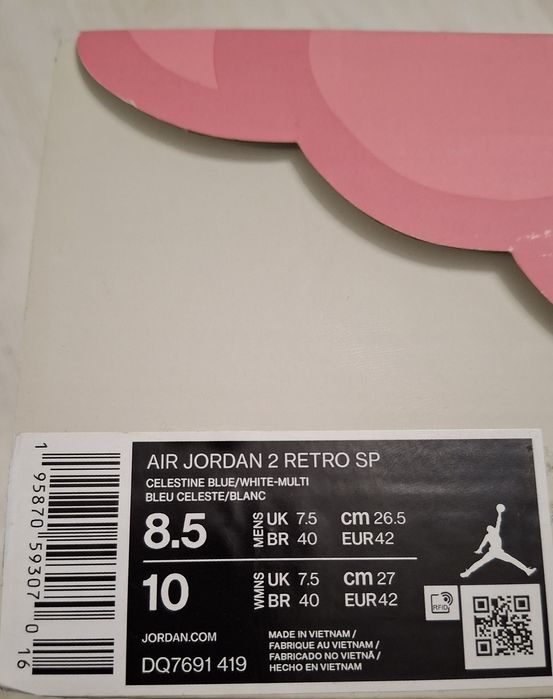 AIR JORDAN 2 RETRO SP
CELESTINE BLUE/WHITE-MULTI
BLEU CELESTE/BLANC
8.5 MENS UK 7.5 cm 26.5
BR 40 EUR 42
10 WMNS UK 7.5 cm 27
BR 40 EUR 42
JORDAN.COM
DQ7691 419
MADE IN VIETNAM /
FABRIQUE AU VIETNAM /
FABRICADO NO VIETNÃ /
HECHO EN VIETNAM
RFID
1 95870 59307 0 16